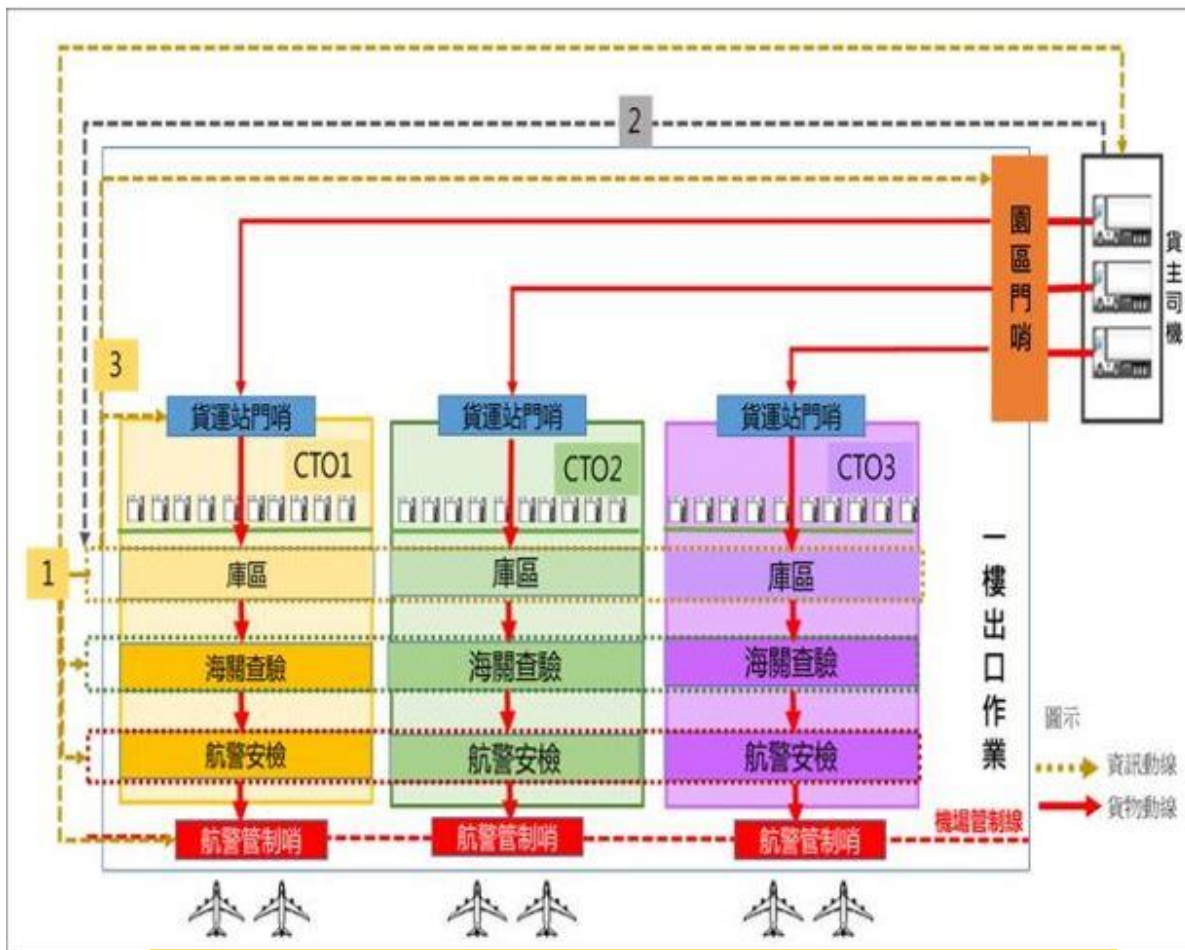 2
園區門哨
貨主司機
3
貨運站門哨
貨運站門哨
貨運站門哨
CTO1
CTO2
CTO3
1
庫區
庫區
庫區
海關查驗
海關查驗
海關查驗
航警安檢
航警安檢
航警安檢
一樓出口作業
圖示
資訊動線
貨物動線
機場管制線
航警管制哨
航警管制哨
航警管制哨